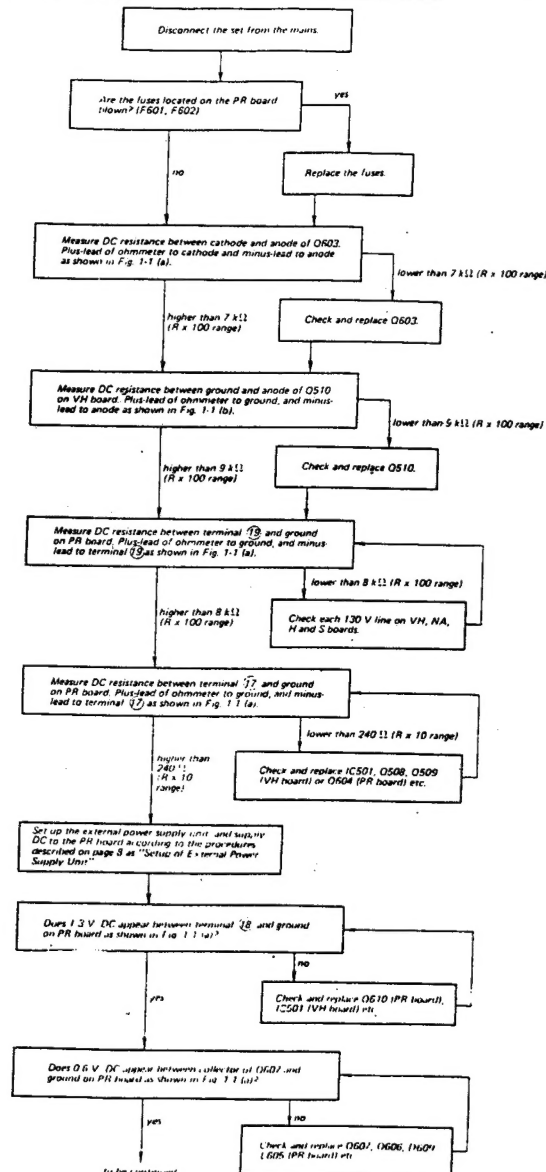 Disconnect the set from the mains.
Are the fuses located on the PR board
blown? (F601, F602)
yes
no
Replace the fuses.
Measure DC resistance between cathode and anode of Q603.
Plus-lead of ohmmeter to cathode and minus-lead to anode
as shown in Fig. 1-1 (a).
lower than 7 kΩ (R x 100 range)
higher than 7 kΩ
(R x 100 range)
Check and replace Q603.
Measure DC resistance between ground and anode of Q510
on VH board. Plus-lead of ohmmeter to ground, and minus-
lead to anode as shown in Fig. 1-1 (b).
lower than 9 kΩ (R x 100 range)
higher than 9 kΩ
(R x 100 range)
Check and replace Q510.
Measure DC resistance between terminal 19 and ground
on PR board. Plus-lead of ohmmeter to ground, and minus-
lead to terminal 19 as shown in Fig. 1-1 (a).
lower than 8 kΩ (R x 100 range)
higher than 8 kΩ
(R x 100 range)
Check each 130 V line on VH, NA,
H and S boards.
Measure DC resistance between terminal 17 and ground
on PR board. Plus-lead of ohmmeter to ground, and minus-
lead to terminal 17 as shown in Fig. 1-1 (a).
lower than 240 Ω (R x 10 range)
higher than
240 Ω
(R x 10
range)
Check and replace IC501, Q508, Q509
(VH board) or Q604 (PR board) etc.
Set up the external power supply unit, and supply
DC to the PR board according to the procedures
described on page 8 as "Setup of External Power
Supply Unit"
Does 1.3 V DC appear between terminal 18 and ground
on PR board as shown in Fig. 1-1 (a)?
no
yes
Check and replace Q610 (PR board),
IC501 (VH board) etc.
Does 0.6 V DC appear between collector of Q607 and
ground on PR board as shown in Fig. 1-1 (a)?
no
yes
Check and replace Q607, Q606, D609
(PR board) etc.
to be continued